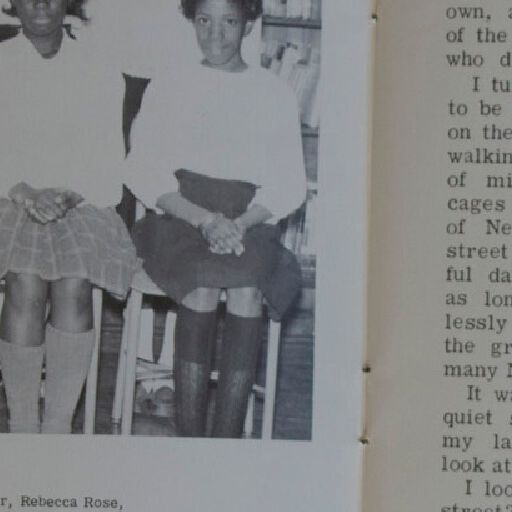 r, Rebecca Rose,
own, a
of the
who d
I tu
to be
on the
walkin
of mi
cages
of Ne
street
ful da
as lon
lessly
the gr
many
It wa
quiet
my la
look at
I loo
street?